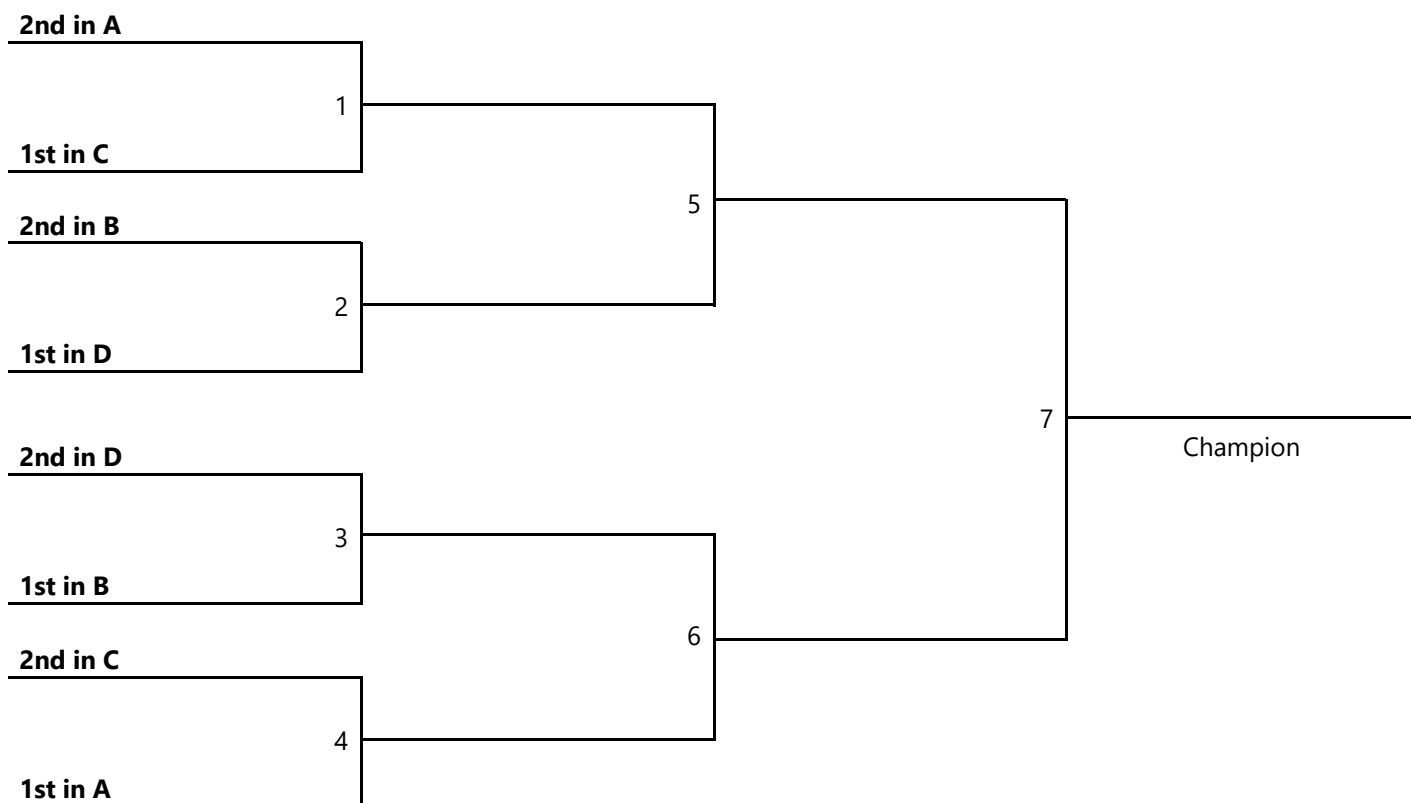 2nd in A
1
1st in C
5
2nd in B
2
1st in D
7
Champion
2nd in D
3
1st in B
6
2nd in C
4
1st in A